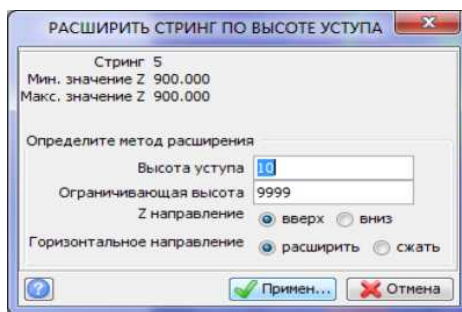 РАСШИРИТЬ СТРИНГ ПО ВЫСОТЕ УСТУПА
Стринг 5
Мин. значение Z 900.000
Макс. значение Z 900.000
Определите метод расширения
Высота уступа 10
Ограничивающая высота 9999
Z направление вверх вниз
Горизонтальное направление расширить сжать
? Примен... Отмена